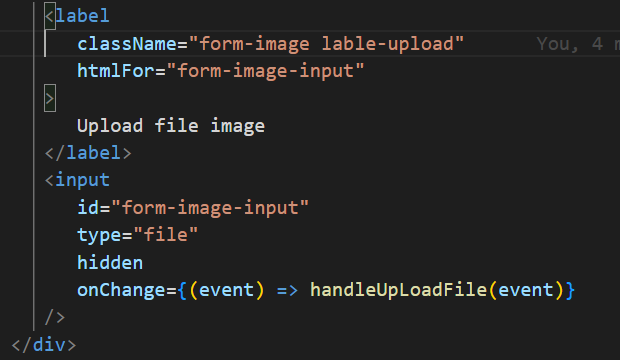 <label
className="form-image lable-upload" You, 4
htmlFor="form-image-input"
>
Upload file image
</label>
<input
id="form-image-input"
type="file"
hidden
onChange={(event) => handleUpLoadFile(event)}
/>
</div>